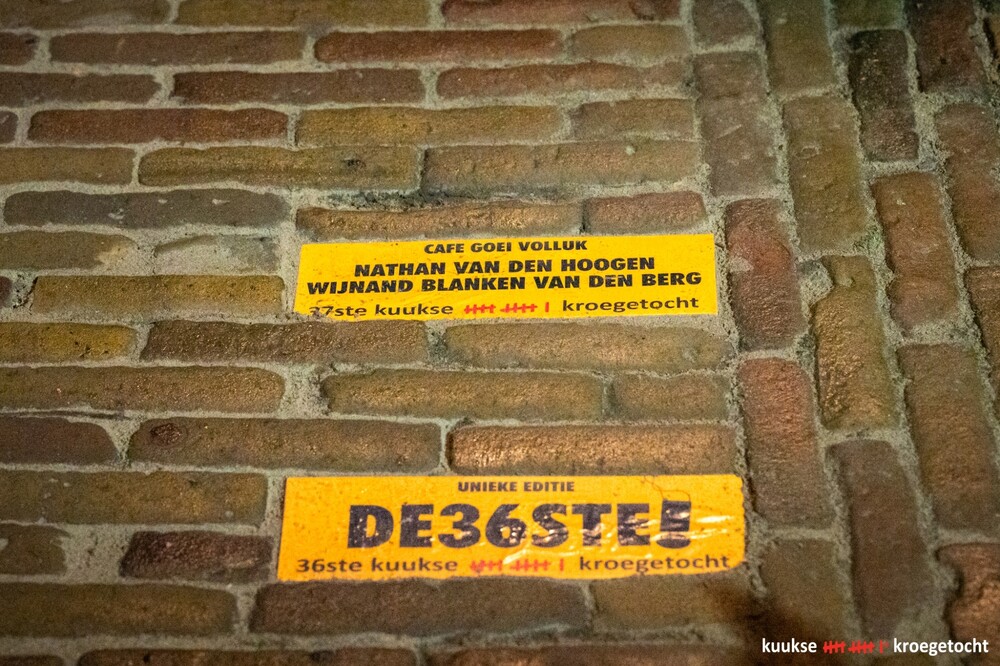 CAFE GOEI VOLLUK
NATHAN VAN DEN HOOGEN
WIJNAND BLANKEN VAN DEN BERG
37ste kuukse kroegetocht
UNIEKE EDITIE
DE36STE!
36ste kuukse kroegetocht
kuukse kroegetocht